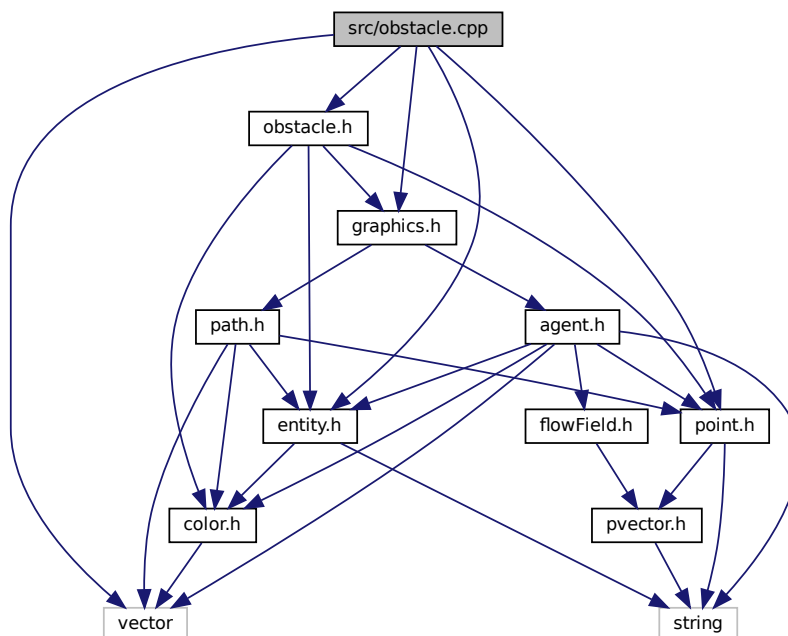 src/obstacle.cpp
obstacle.h
graphics.h
path.h
agent.h
entity.h
flowField.h
point.h
color.h
pvector.h
vector
string